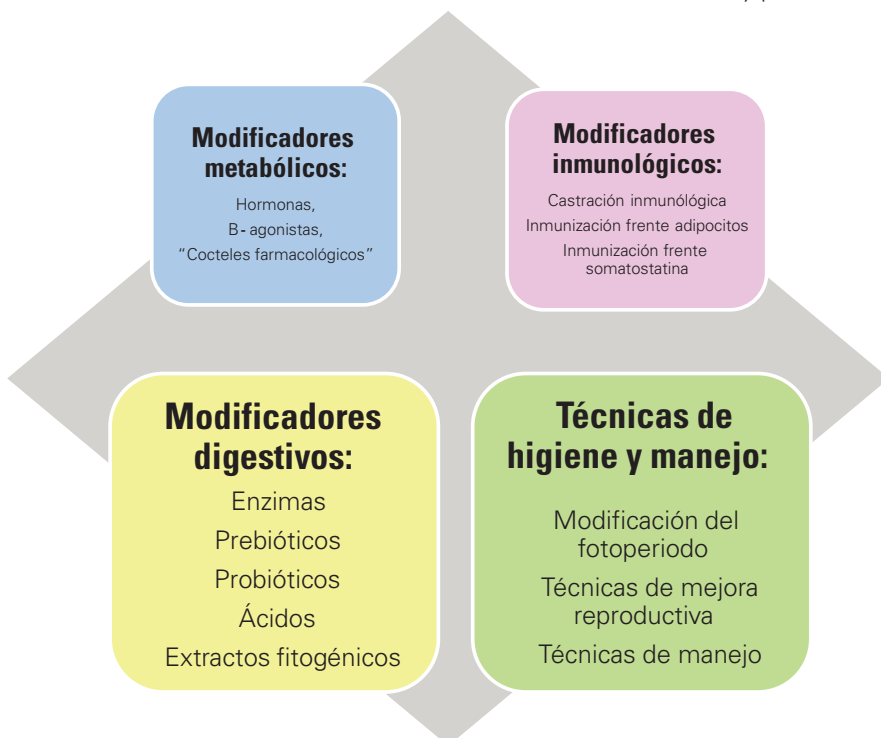 Modificadores
metabólicos:
Hormonas,
B- agonistas,
“Cocteles farmacológicos”
Modificadores
inmunológicos:
Castración inmunólógica
Inmunización frente adipocitos
Inmunización frente
somatostatina
Modificadores
digestivos:
Enzimas
Prebióticos
Probióticos
Ácidos
Extractos fitogénicos
Técnicas de
higiene y manejo:
Modificación del
fotoperiodo
Técnicas de mejora
reproductiva
Técnicas de manejo